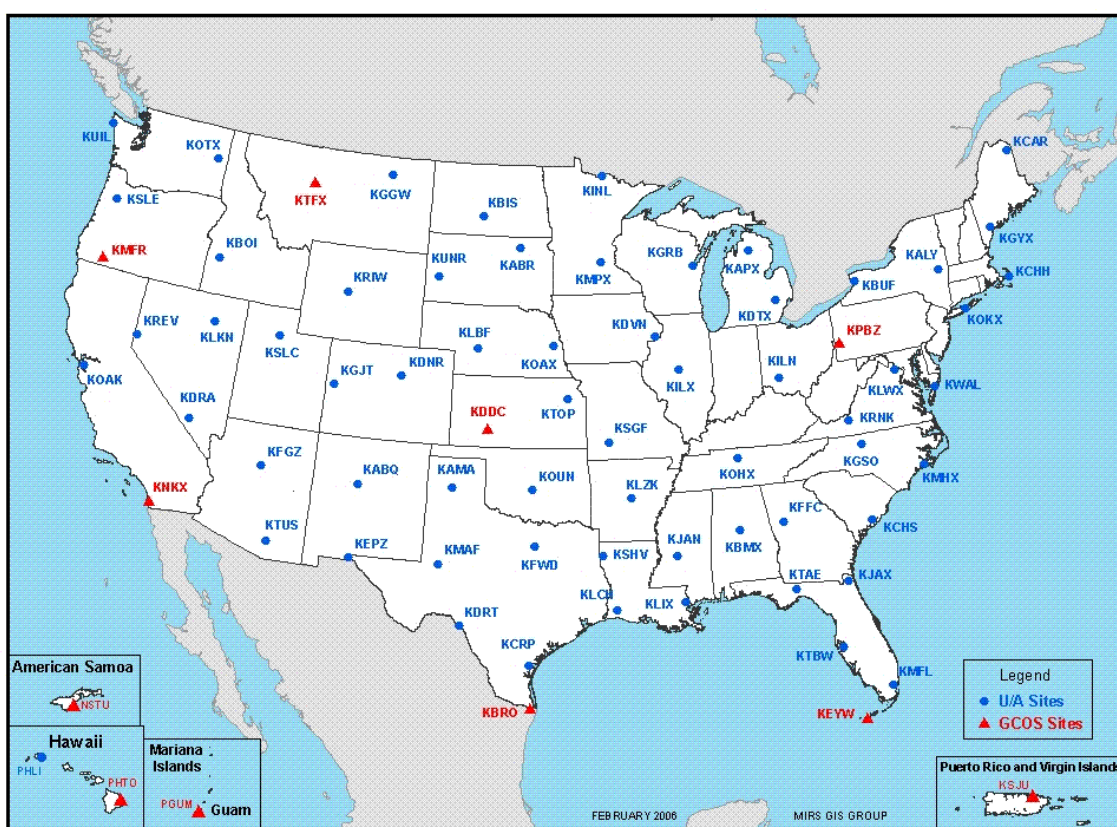 KUIL
KOTX
KCAR
KTFX
KGGW
KINL
KSLE
KBIS
KGYX
KMFR
KBOI
KUNR
KABR
KGRB
KAPX
KALY
KCHH
KRIW
KMPX
KBUF
KDTX
KOKX
KREV
KLKN
KSLC
KLBF
KDVN
KPBZ
KOAK
KGJT
KDNR
KOAX
KILX
KILN
KLWX
KWAL
KDRA
KDDC
KTOP
KSGF
KRNK
KFGZ
KABQ
KAMA
KOUN
KOHX
KGSO
KMHX
KNKX
KLZK
KFFC
KCHS
KTUS
KEPZ
KMAF
KFWD
KSHV
KJAN
KBMX
KTAE
KJAX
KDRT
KLCH
KLIX
KCRP
KTBW
KMFL
KBRO
KEYW
American Samoa
NSTU
Hawaii
PHLI
PHTO
Mariana
Islands
PGUM
Guam
Legend
U/A Sites
GCOS Sites
Puerto Rico and Virgin Islands
KSJU
FEBRUARY 2006
MIRS GIS GROUP